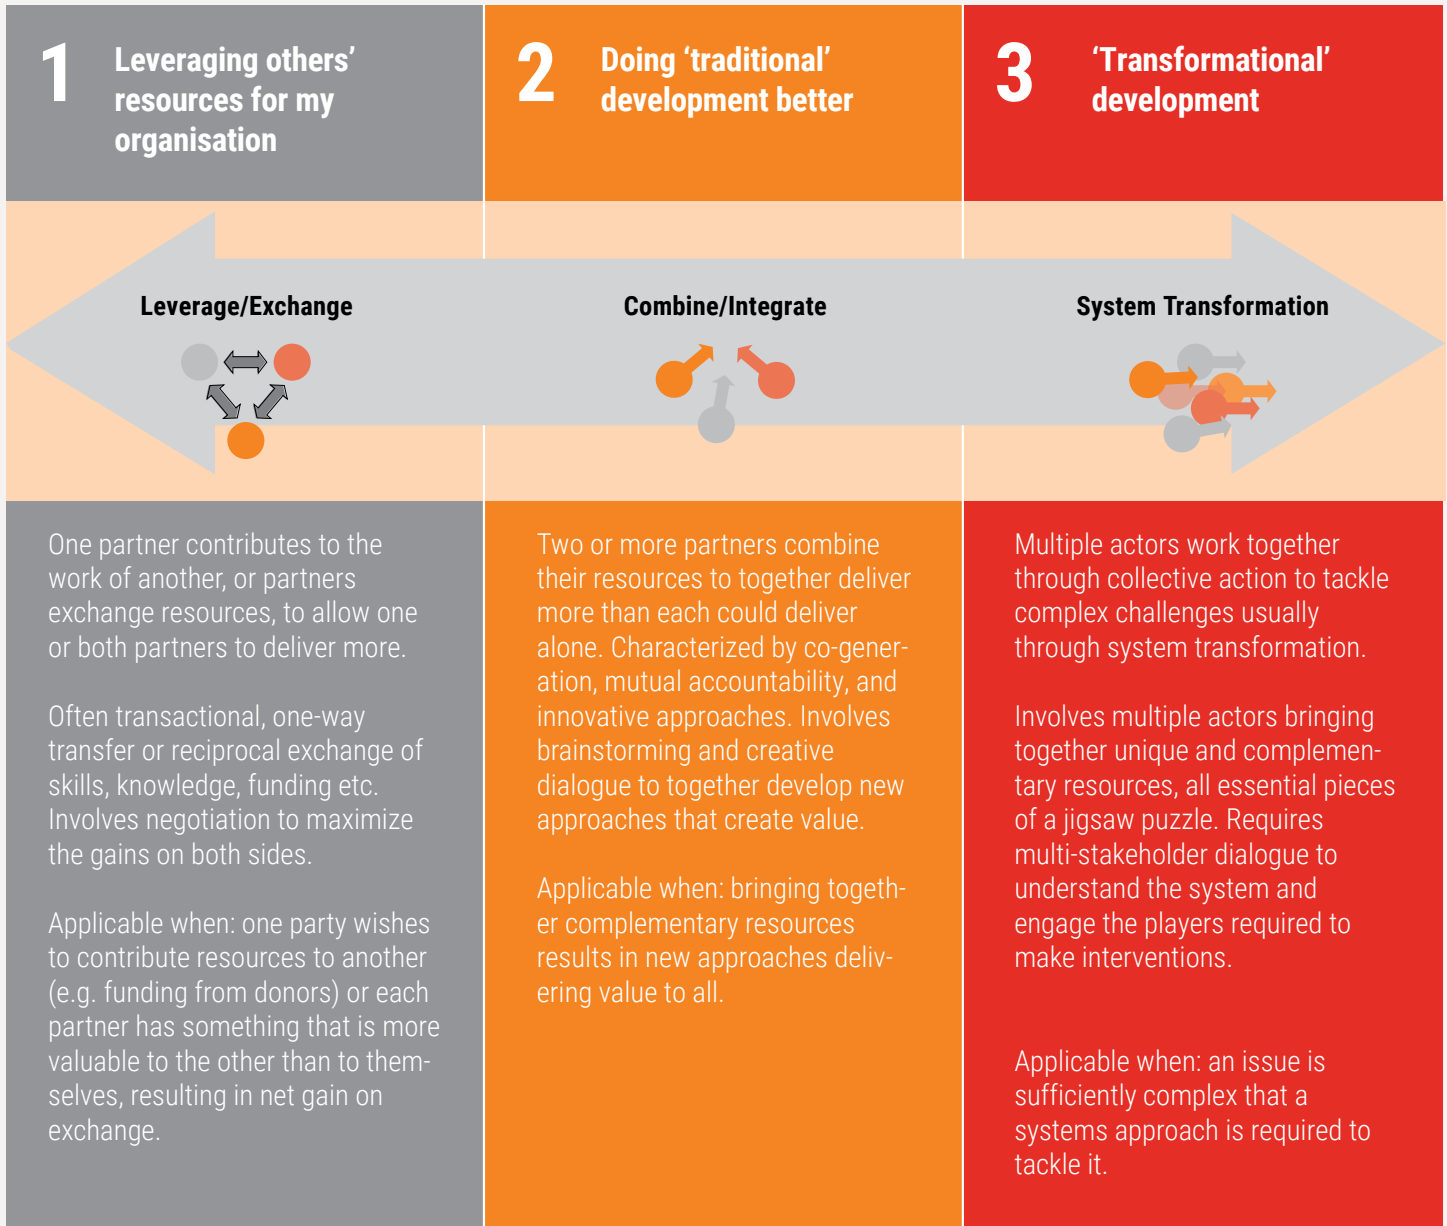 1
Leveraging others’
resources for my
organisation
2
Doing ‘traditional’
development better
3
‘Transformational’
development
Leverage/Exchange
Combine/Integrate
System Transformation
One partner contributes to the
work of another, or partners
exchange resources, to allow one
or both partners to deliver more.
Often transactional, one-way
transfer or reciprocal exchange of
skills, knowledge, funding etc.
Involves negotiation to maximize
the gains on both sides.
Applicable when: one party wishes
to contribute resources to another
(e.g. funding from donors) or each
partner has something that is more
valuable to the other than to them-
selves, resulting in net gain on
exchange.
Two or more partners combine
their resources to together deliver
more than each could deliver
alone. Characterized by co-gener-
ation, mutual accountability, and
innovative approaches. Involves
brainstorming and creative
dialogue to together develop new
approaches that create value.
Applicable when: bringing togeth-
er complementary resources
results in new approaches deliv-
ering value to all.
Multiple actors work together
through collective action to tackle
complex challenges usually
through system transformation.
Involves multiple actors bringing
together unique and complemen-
tary resources, all essential pieces
of a jigsaw puzzle. Requires
multi-stakeholder dialogue to
understand the system and
engage the players required to
make interventions.
Applicable when: an issue is
sufficiently complex that a
systems approach is required to
tackle it.